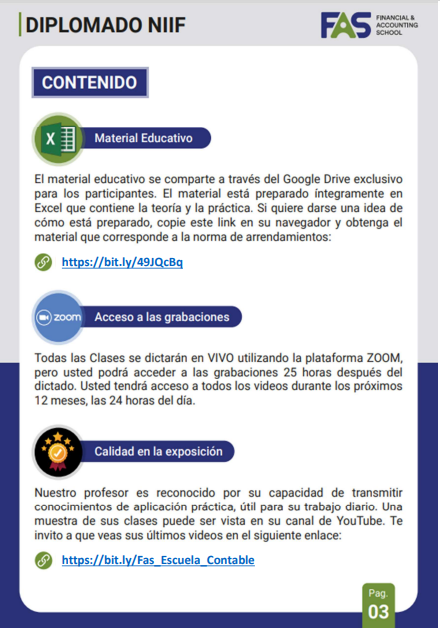 DIPLOMADO NIIF
FAS
FINANCIAL &
ACCOUNTING
SCHOOL
CONTENIDO
X
Material Educativo
El material educativo se comparte a través del Google Drive exclusivo
para los participantes. El material está preparado íntegramente en
Excel que contiene la teoría y la práctica. Si quiere darse una idea de
cómo está preparado, copie este link en su navegador y obtenga el
material que corresponde a la norma de arrendamientos:
https://bit.ly/49JQcBq
zoom
Acceso a las grabaciones
Todas las Clases se dictarán en VIVO utilizando la plataforma ZOOM,
pero usted podrá acceder a las grabaciones 25 horas después del
dictado. Usted tendrá acceso a todos los videos durante los próximos
12 meses, las 24 horas del día.
Calidad en la exposición
Nuestro profesor es reconocido por su capacidad de transmitir
conocimientos de aplicación práctica, útil para su trabajo diario. Una
muestra de sus clases puede ser vista en su canal de YouTube. Te
invito a que veas sus últimos videos en el siguiente enlace:
https://bit.ly/Fas_Escuela_Contable
Pag.
03